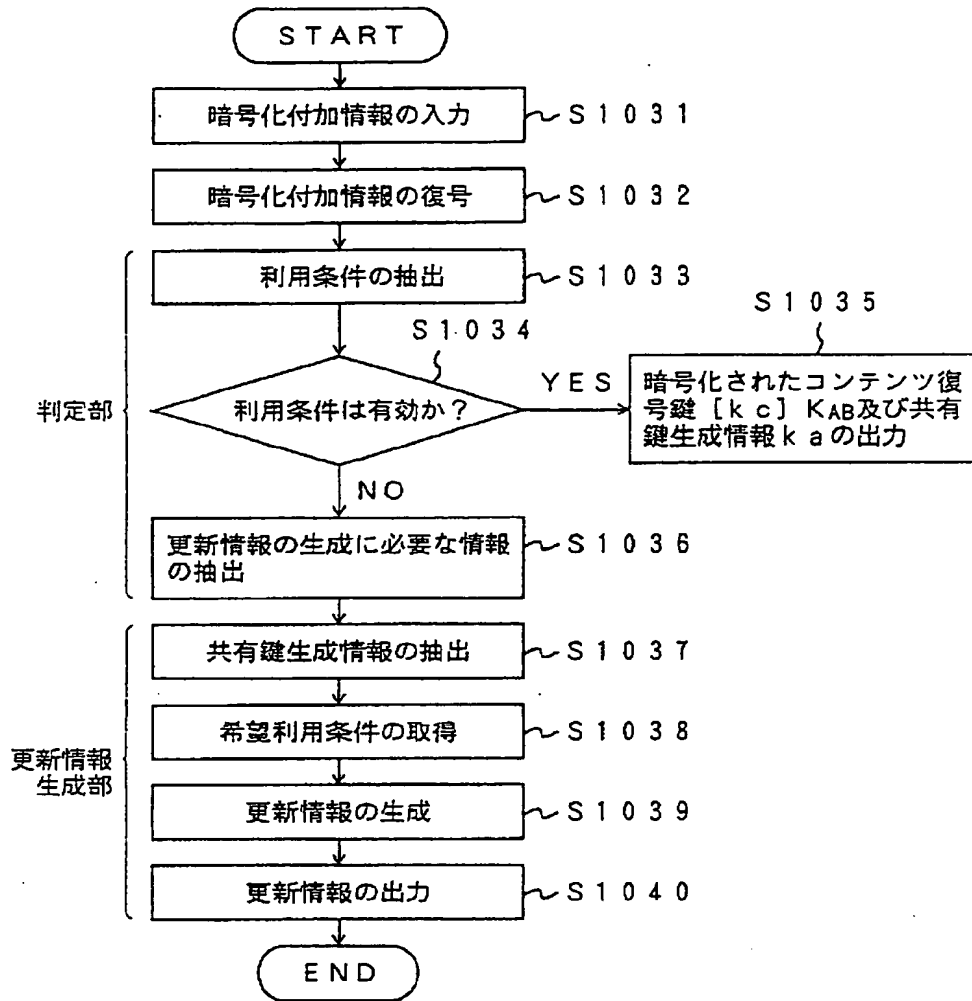 START
暗号化付加情報の入力
S1031
暗号化付加情報の復号
S1032
利用条件の抽出
S1033
S1034
利用条件は有効か？
YES
S1035
暗号化されたコンテンツ復
号鍵［ｋｃ］KAB及び共有
鍵生成情報ｋａの出力
判定部
NO
更新情報の生成に必要な情報
の抽出
S1036
共有鍵生成情報の抽出
S1037
希望利用条件の取得
S1038
更新情報
生成部
更新情報の生成
S1039
更新情報の出力
S1040
END